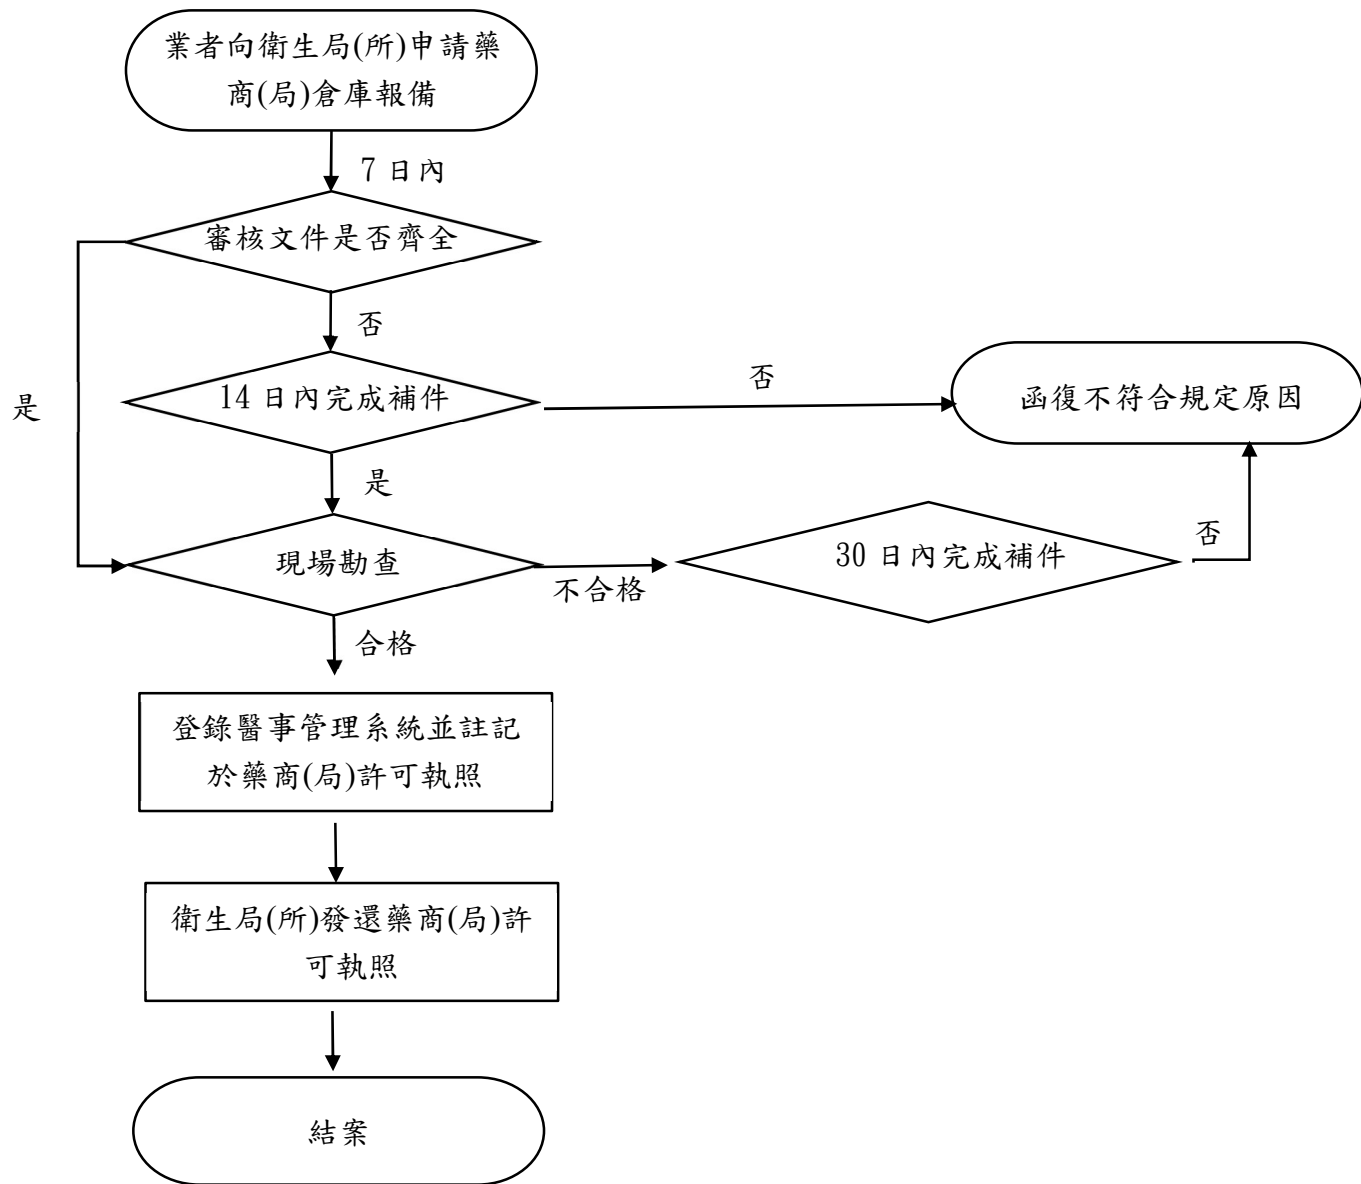 業者向衛生局(所)申請藥
商(局)倉庫報備
7 日內
審核文件是否齊全
否
是
14 日內完成補件
否
函復不符合規定原因
是
現場勘查
不合格
30 日內完成補件
否
合格
登錄醫事管理系統並註記
於藥商(局)許可執照
衛生局(所)發還藥商(局)許
可執照
結案